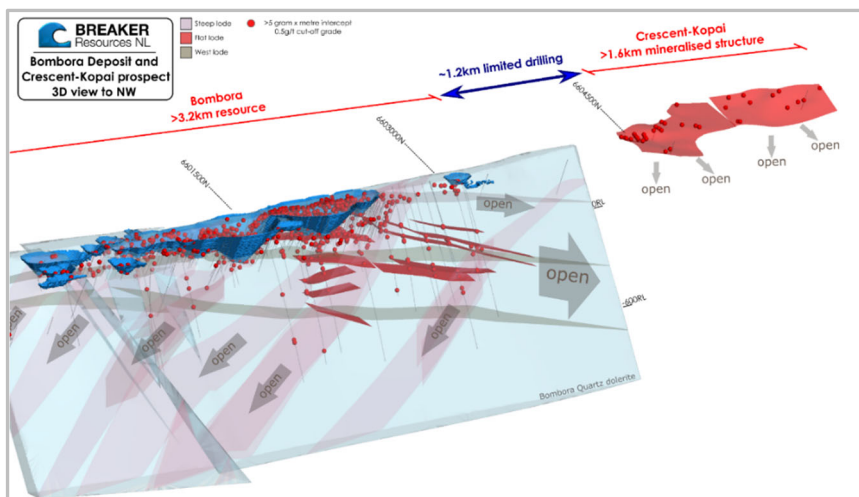 BREAKER
Resources NL
Bombora Deposit and
Crescent-Kopai prospect
3D view to NW
Steep lode
Flat lode
West lode
>5 gram x metre intercept
0.5g/t cut-off grade
Bombora
>3.2km resource
~1.2km limited drilling
Crescent-Kopai
>1.6km mineralised structure
6601500N
6603000N
6604500N
open
open
open
open
open
0RL
open
-600RL
open
open
open
open
open
open
Bombora Quartz dolerite